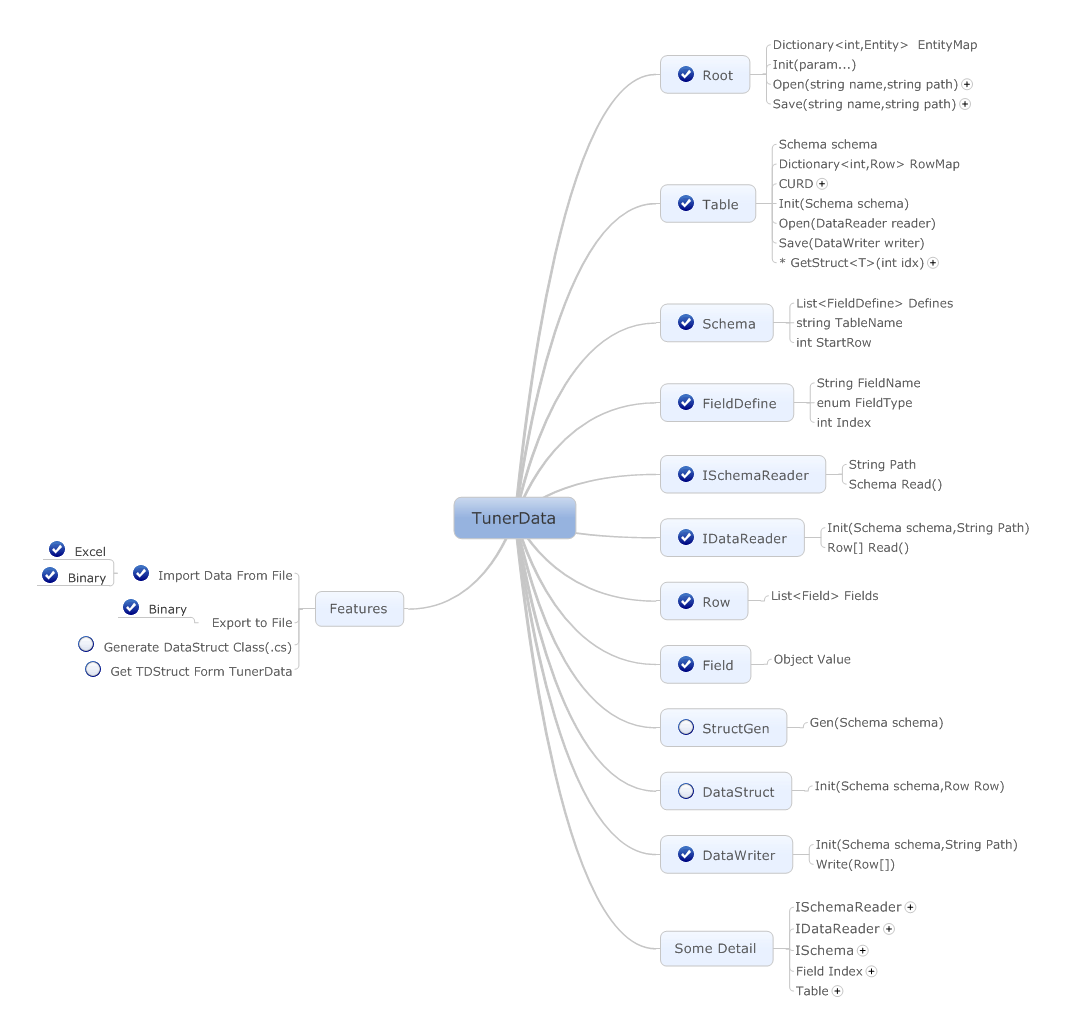 TunerData
Root
Dictionary<int,Entity>  EntityMap
Init(param...)
Open(string name,string path)
Save(string name,string path)
Table
Schema schema
Dictionary<int,Row> RowMap
CURD
Init(Schema schema)
Open(DataReader reader)
Save(DataWriter writer)
* GetStruct<T>(int idx)
Schema
List<FieldDefine> Defines
string TableName
int StartRow
FieldDefine
String FieldName
enum FieldType
int Index
ISchemaReader
String Path
Schema Read()
IDataReader
Init(Schema schema,String Path)
Row[] Read()
Row
List<Field> Fields
Field
Object Value
StructGen
Gen(Schema schema)
DataStruct
Init(Schema schema,Row Row)
DataWriter
Init(Schema schema,String Path)
Write(Row[])
Some Detail
ISchemaReader
IDataReader
ISchema
Field Index
Table
Features
Import Data From File
Excel
Binary
Export to File
Binary
Generate DataStruct Class(.cs)
Get TDStruct Form TunerData